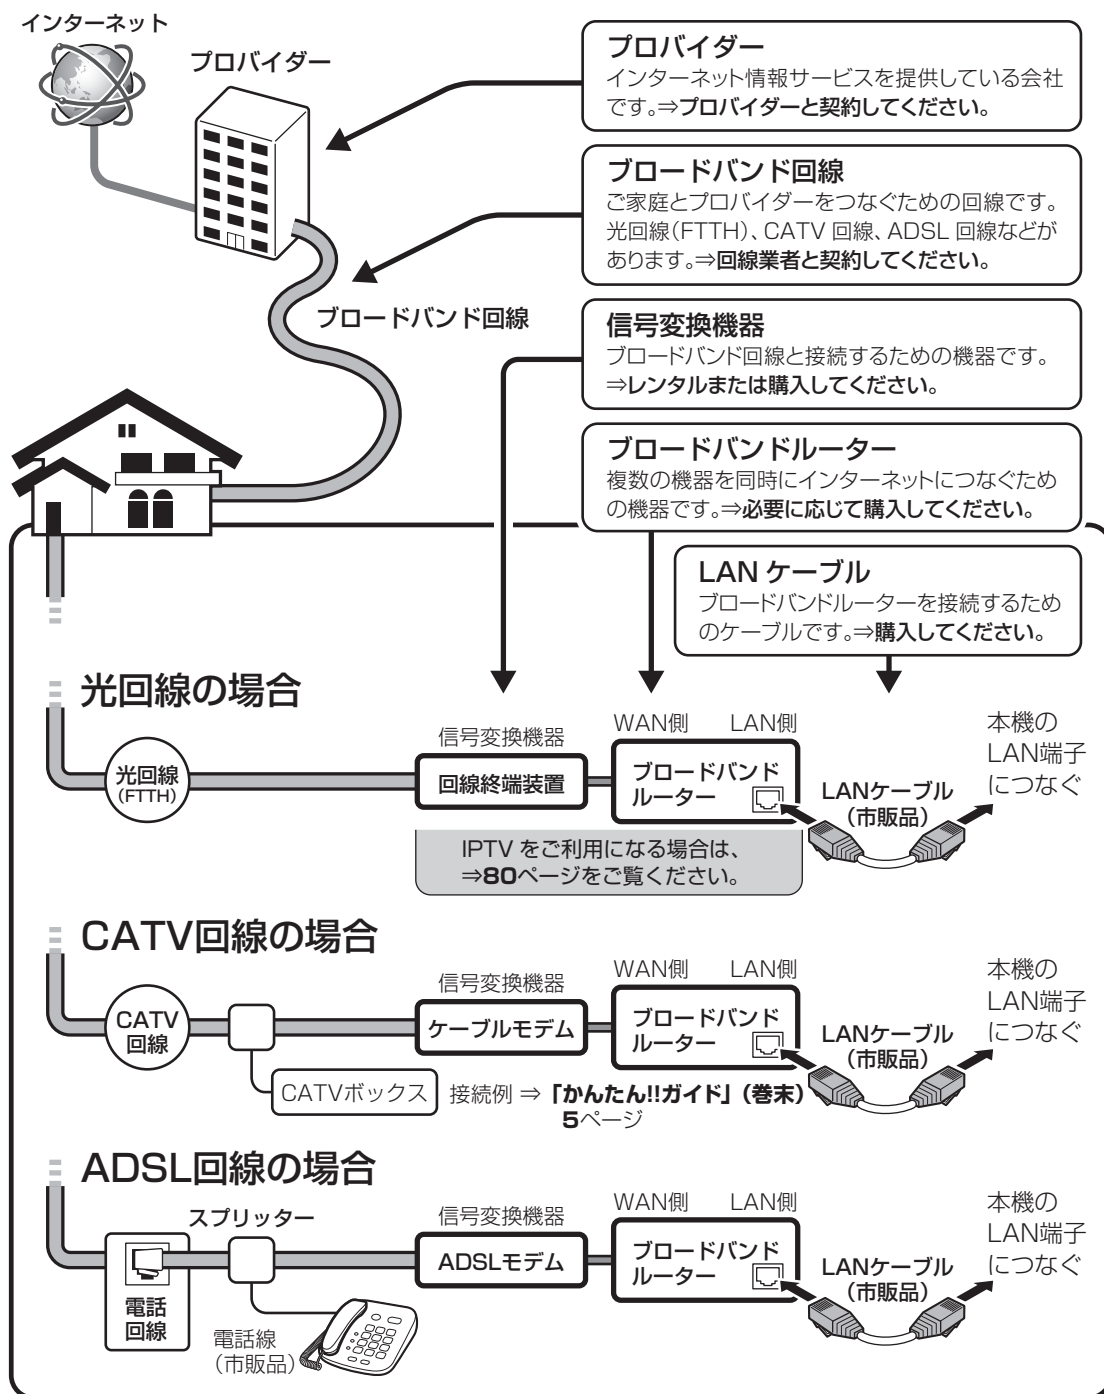 インターネット
プロバイダー
プロバイダー
インターネット情報サービスを提供している会社
です。⇒プロバイダーと契約してください。
ブロードバンド回線
ご家庭とプロバイダーをつなぐための回線です。
光回線(FTTH)、CATV 回線、ADSL 回線などが
あります。⇒回線業者と契約してください。
ブロードバンド回線
信号変換機器
ブロードバンド回線と接続するための機器です。
⇒レンタルまたは購入してください。
ブロードバンドルーター
複数の機器を同時にインターネットにつなぐため
の機器です。⇒必要に応じて購入してください。
LAN ケーブル
ブロードバンドルーターを接続するため
のケーブルです。⇒購入してください。
光回線の場合
光回線
(FTTH)
信号変換機器
回線終端装置
WAN側 LAN側
ブロードバンド
ルーター
LANケーブル
(市販品)
本機の
LAN端子
につなぐ
IPTV をご利用になる場合は、
⇒80ページをご覧ください。
CATV回線の場合
CATV
回線
信号変換機器
ケーブルモデム
WAN側 LAN側
ブロードバンド
ルーター
LANケーブル
(市販品)
本機の
LAN端子
につなぐ
CATVボックス
接続例 ⇒「かんたん!!ガイド」(巻末)
5ページ
ADSL回線の場合
スプリッター
電話
回線
電話線
(市販品)
信号変換機器
ADSLモデム
WAN側 LAN側
ブロードバンド
ルーター
LANケーブル
(市販品)
本機の
LAN端子
につなぐ